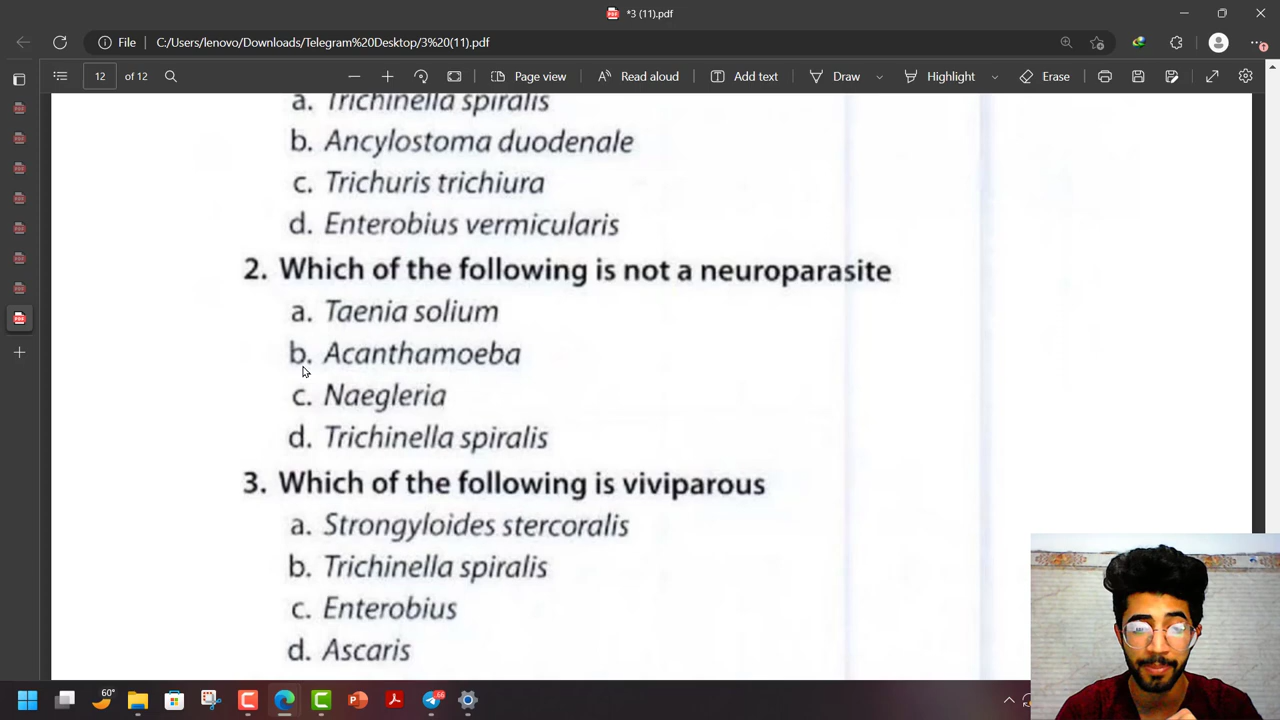 *3 (11).pdf
File C:/Users/lenovo/Downloads/Telegram%20Desktop/3%20(11).pdf
12 of 12 Page view Read aloud Add text Draw Highlight Erase
a. Trichinella spiralis
b. Ancylostoma duodenale
c. Trichuris trichiura
d. Enterobius vermicularis
2. Which of the following is not a neuroparasite
a. Taenia solium
b. Acanthamoeba
c. Naegleria
d. Trichinella spiralis
3. Which of the following is viviparous
a. Strongyloides stercoralis
b. Trichinella spiralis
c. Enterobius
d. Ascaris
60°
66